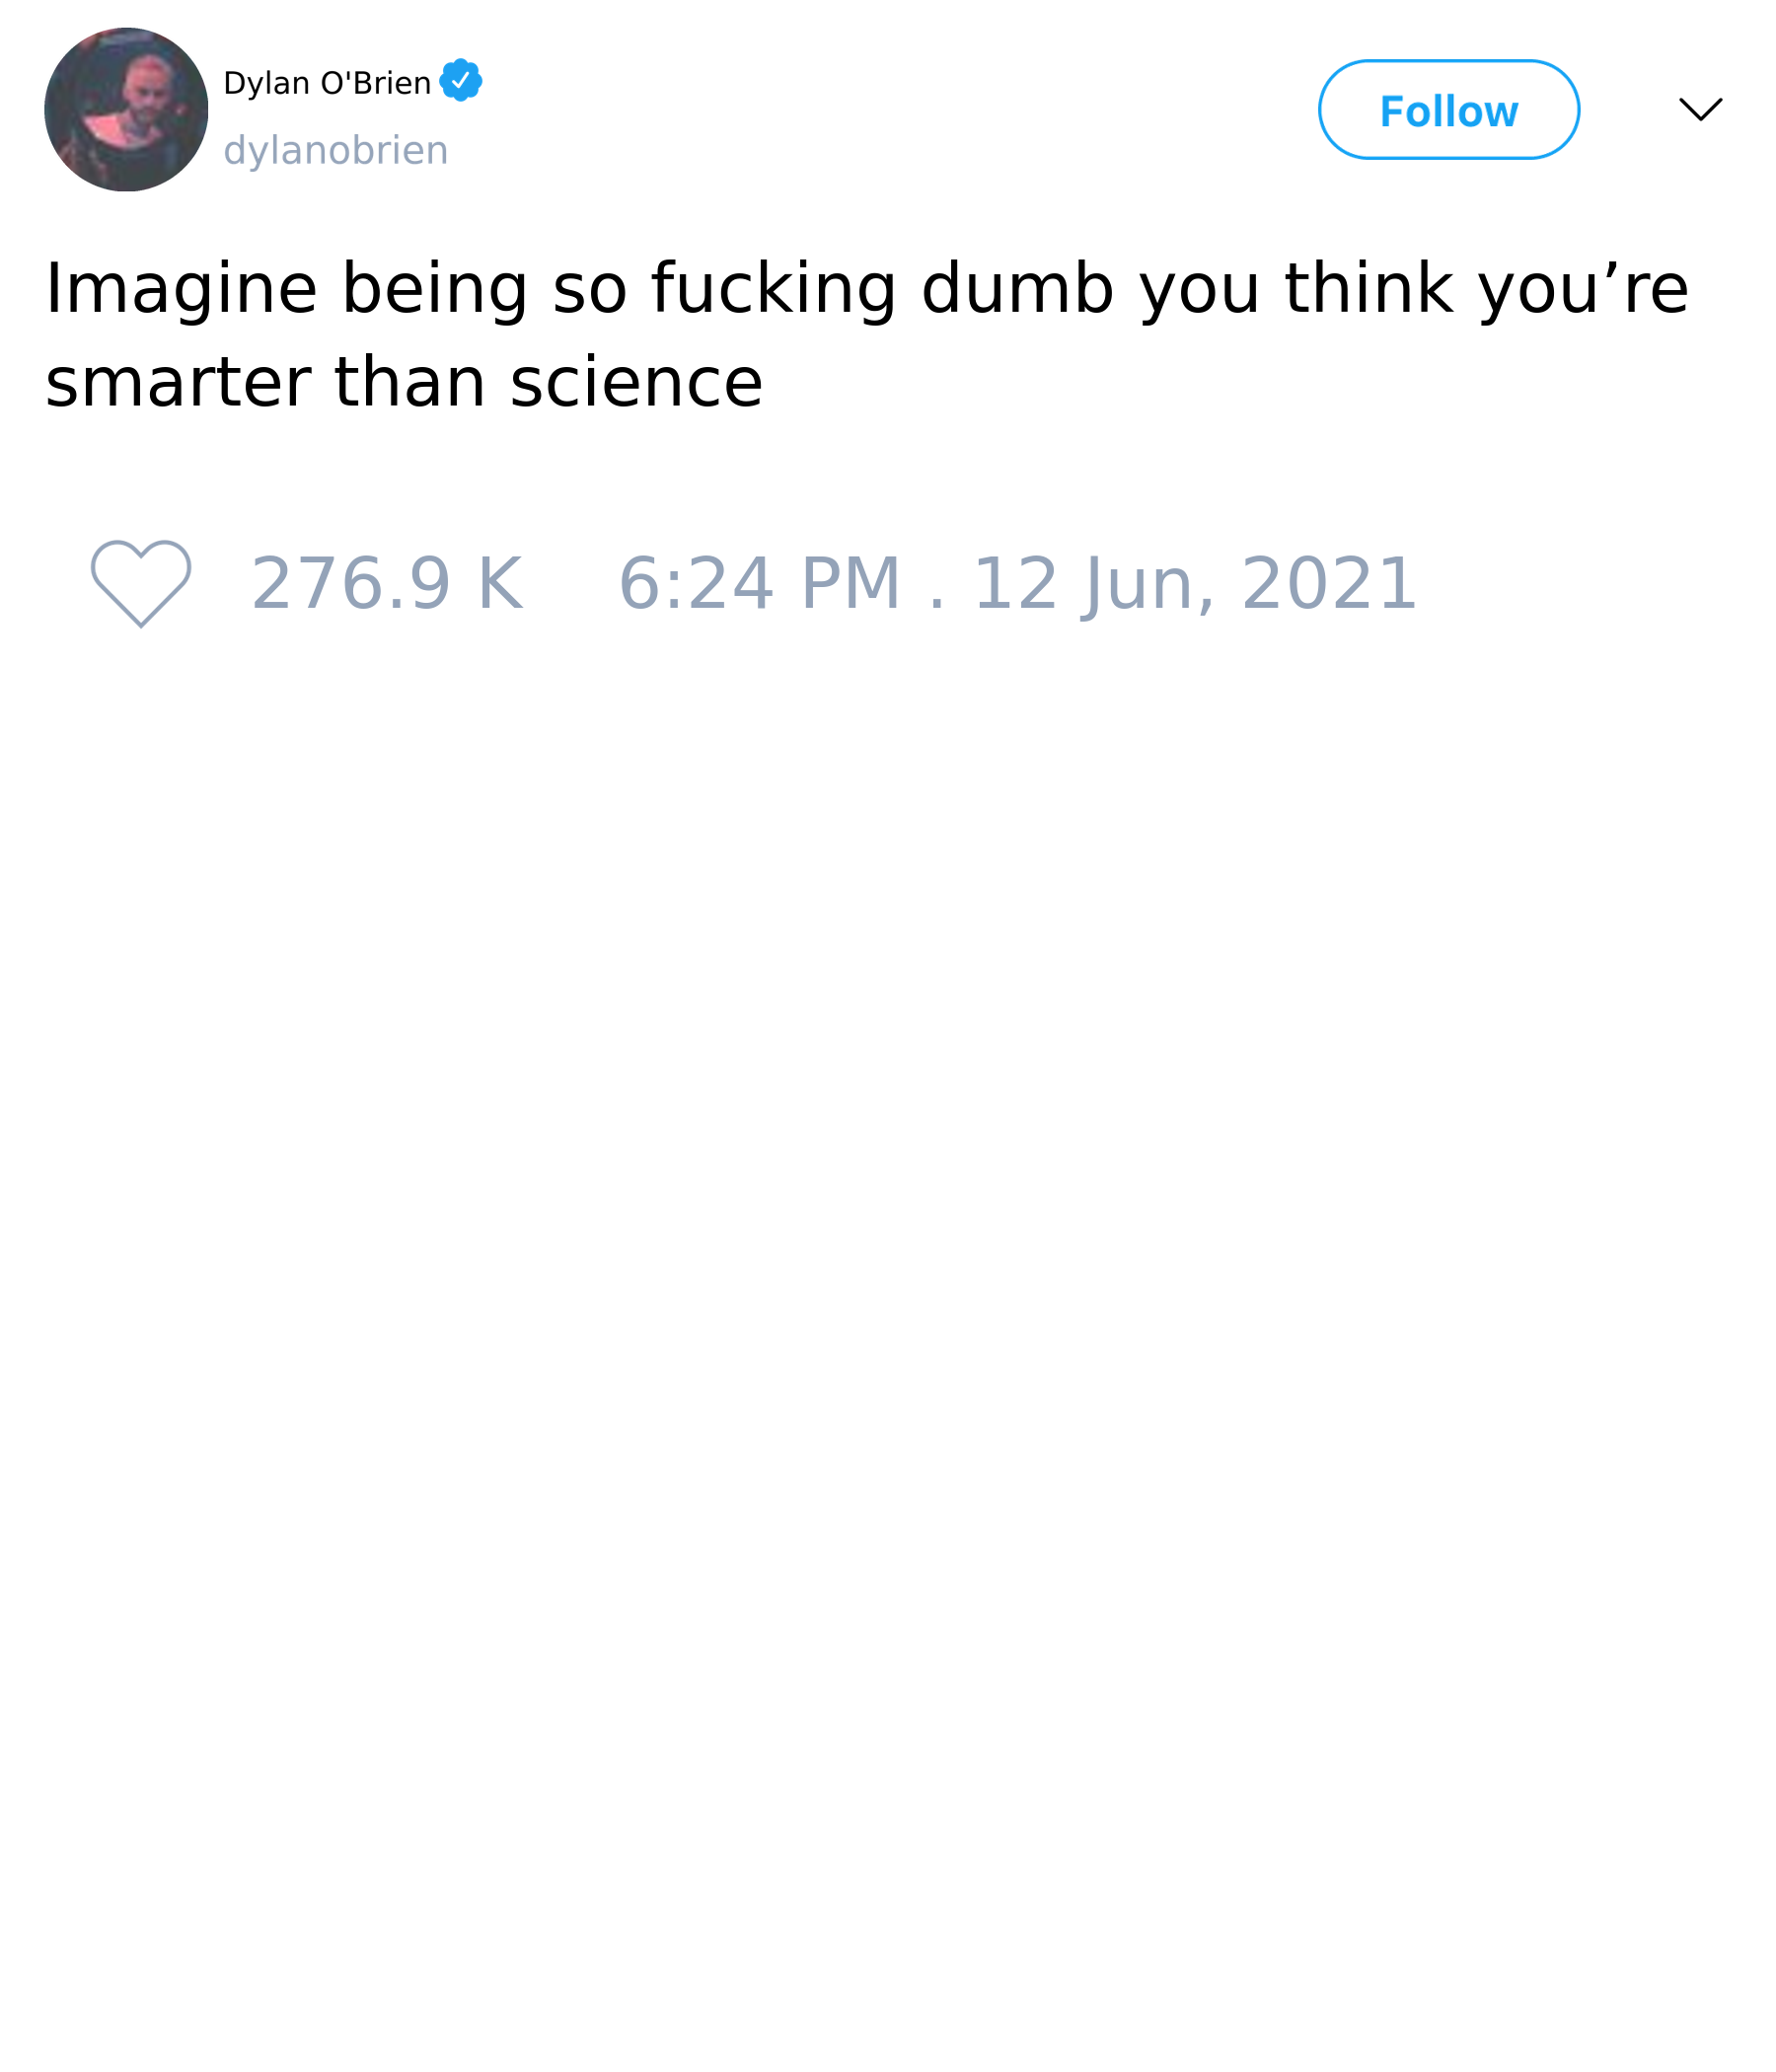 Dylan O'Brien
dylanobrien
Follow
Imagine being so fucking dumb you think you’re
smarter than science
276.9 K 6:24 PM . 12 Jun, 2021